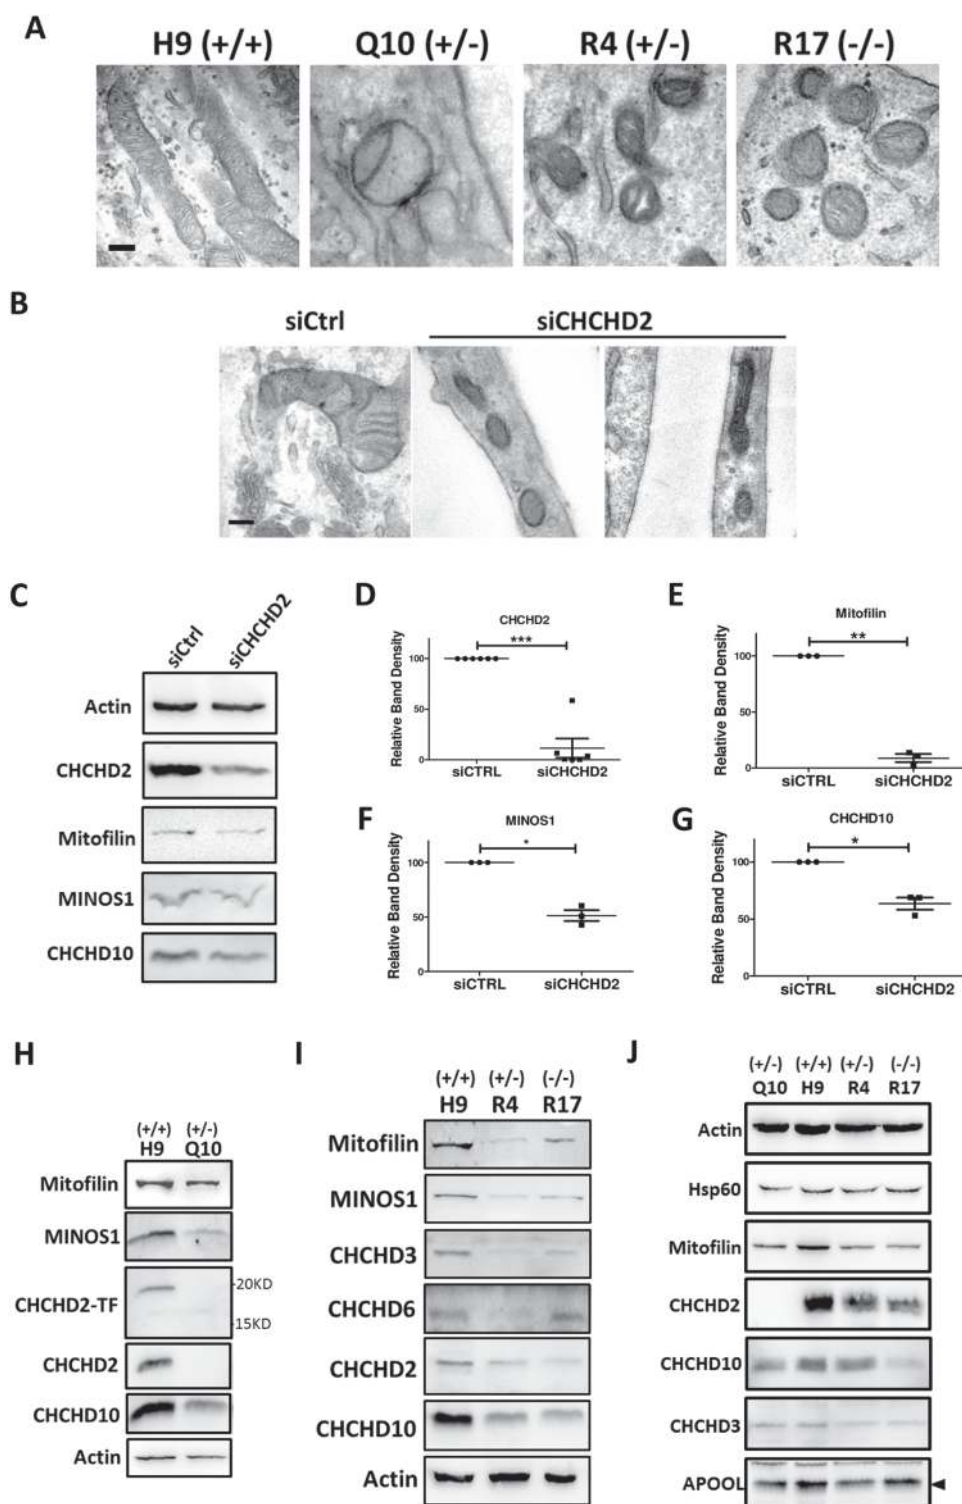 A
H9 (+/+) Q10 (+/-) R4 (+/-) R17 (-/-)
B
siCtrl siCHCHD2
C
siCtrl siCHCHD2
Actin
CHCHD2
Mitofilin
MINOS1
CHCHD10
D
CHCHD2
***
Relative Band Density
100
50
0
siCTRL siCHCHD2
E
Mitofilin
**
Relative Band Density
100
50
0
siCTRL siCHCHD2
F
MINOS1
*
Relative Band Density
100
50
0
siCTRL siCHCHD2
G
CHCHD10
*
Relative Band Density
100
50
0
siCTRL siCHCHD2
H
(+/+) (+/-)
H9 Q10
Mitofilin
MINOS1
CHCHD2-TF
20KD
15KD
CHCHD2
CHCHD10
Actin
I
(+/+) (+/-) (-/-)
H9 R4 R17
Mitofilin
MINOS1
CHCHD3
CHCHD6
CHCHD2
CHCHD10
Actin
J
(+/-) (+/+) (+/-) (-/-)
Q10 H9 R4 R17
Actin
Hsp60
Mitofilin
CHCHD2
CHCHD10
CHCHD3
APOOL